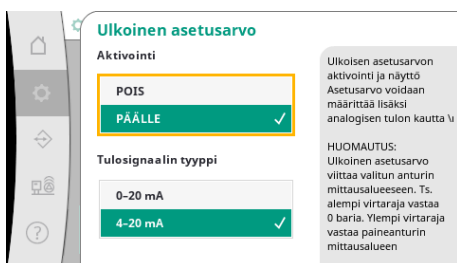 Ulkoinen asetusarvo
Aktivointi
POIS
PÄÄLLE
Tulosignaalin tyyppi
0–20 mA
4–20 mA
Ulkoisen asetusarvon
aktivointi ja näyttö
Asetusarvo voidaan
määrittää lisäksi
analogisen tulon kautta \
HUOMAUTUS:
Ulkoinen asetusarvo
viittaa valitun anturin
mittausalueeseen. Ts.
alempi virtaraja vastaa
0 baria. Ylempi virtaraja
vastaa paineanturin
mittausalueen